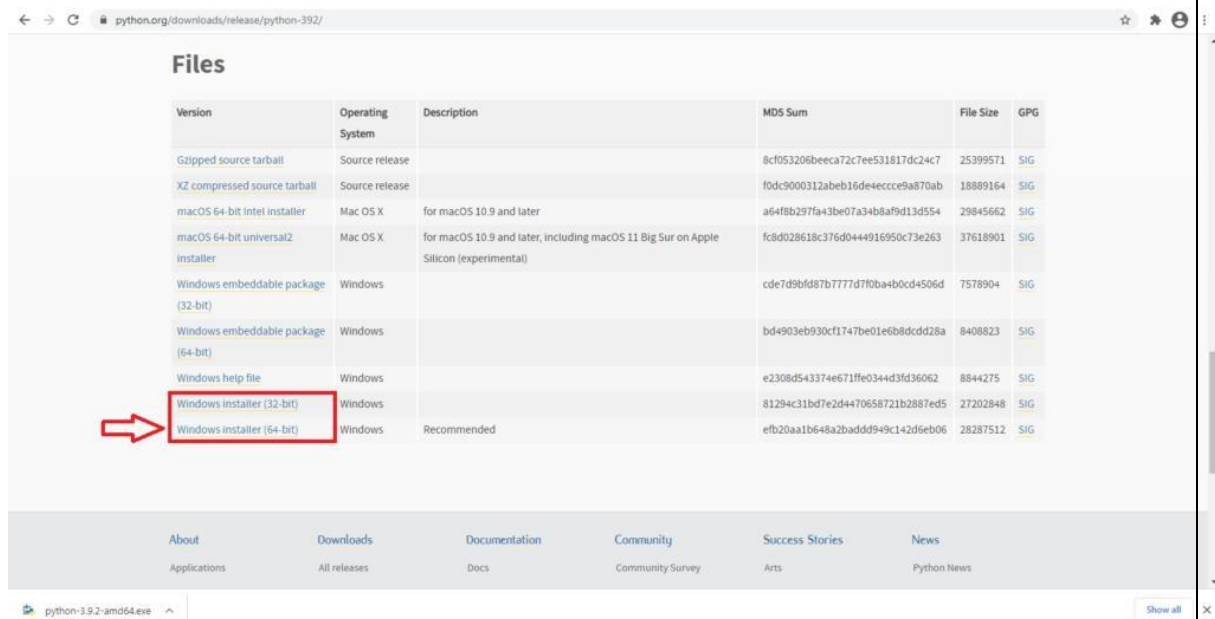 python.org/downloads/release/python-392/
Files
Version Operating System Description MD5 Sum File Size GPG
Gzipped source tarball Source release 8cf053206beeca72c7ee531817dc24c7 25399571 SIG
XZ compressed source tarball Source release f0dc9000312abeb16de4eccce9a870ab 18889164 SIG
macOS 64-bit Intel installer Mac OS X for macOS 10.9 and later a64f8b297fa43be07a34b8af9d13d554 29845662 SIG
macOS 64-bit universal2 installer Mac OS X for macOS 10.9 and later, including macOS 11 Big Sur on Apple Silicon (experimental) fc8d028618c376d0444916950c73e263 37618901 SIG
Windows embeddable package (32-bit) Windows cde7d9bfd87b7777d7f0ba4b0cd4506d 7578904 SIG
Windows embeddable package (64-bit) Windows bd4903eb930cf1747be01e6b8dcdd28a 8408823 SIG
Windows help file Windows e2308d543374e671ffe0344d3fd36062 8844275 SIG
Windows installer (32-bit) Windows 81294c31bd7e2d4470658721b2887ed5 27202848 SIG
Windows installer (64-bit) Windows Recommended efb20aa1b648a2baddd949c142d6eb06 28287512 SIG
About Downloads Documentation Community Success Stories News
Applications All releases Docs Community Survey Arts Python News
python-3.9.2-amd64.exe Show all